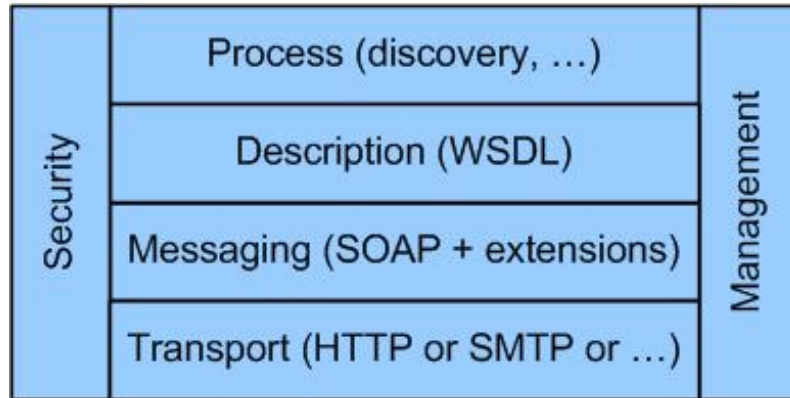 Security
Process (discovery, …)
Description (WSDL)
Messaging (SOAP + extensions)
Transport (HTTP or SMTP or …)
Management